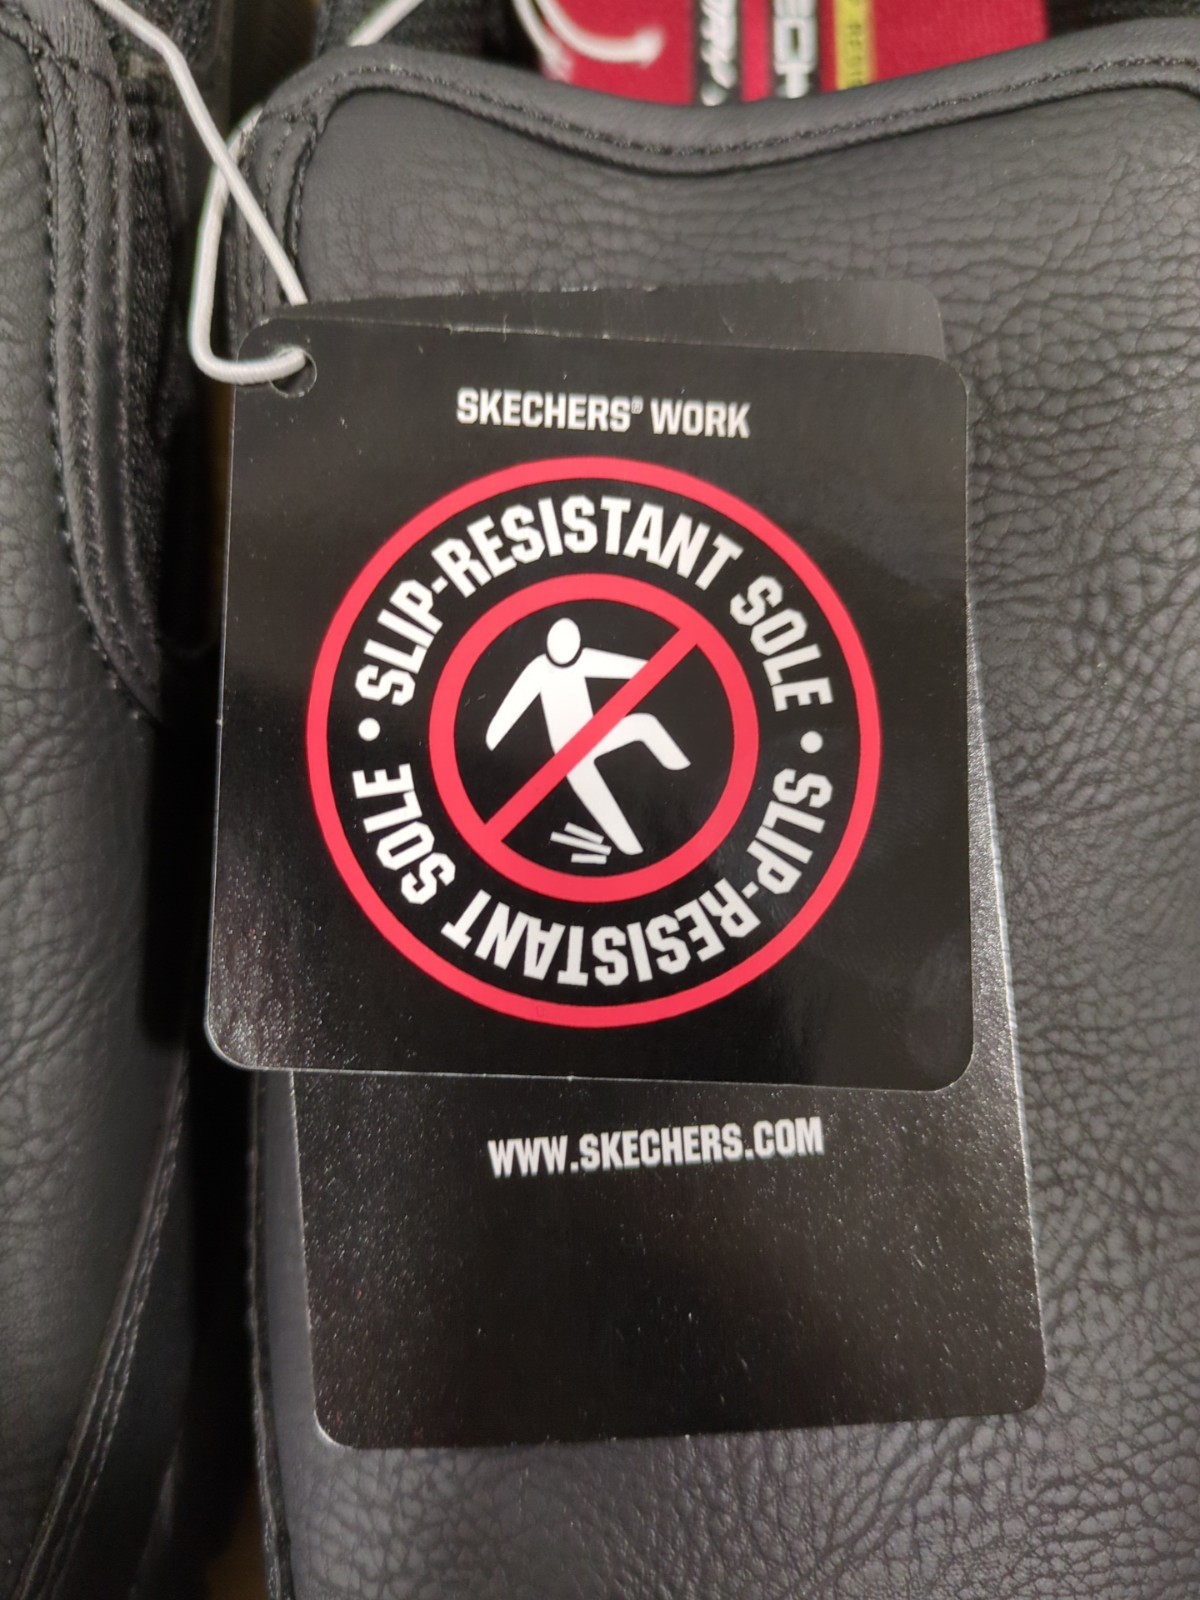 SKECHERS® WORK
• SLIP-RESISTANT SOLE • SLIP-RESISTANT SOLE
WWW.SKECHERS.COM